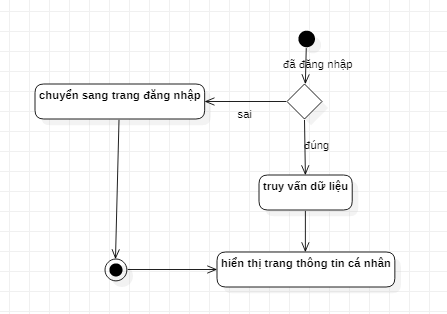 đã đăng nhập
chuyển sang trang đăng nhập
sai
đúng
truy vấn dữ liệu
hiển thị trang thông tin cá nhân